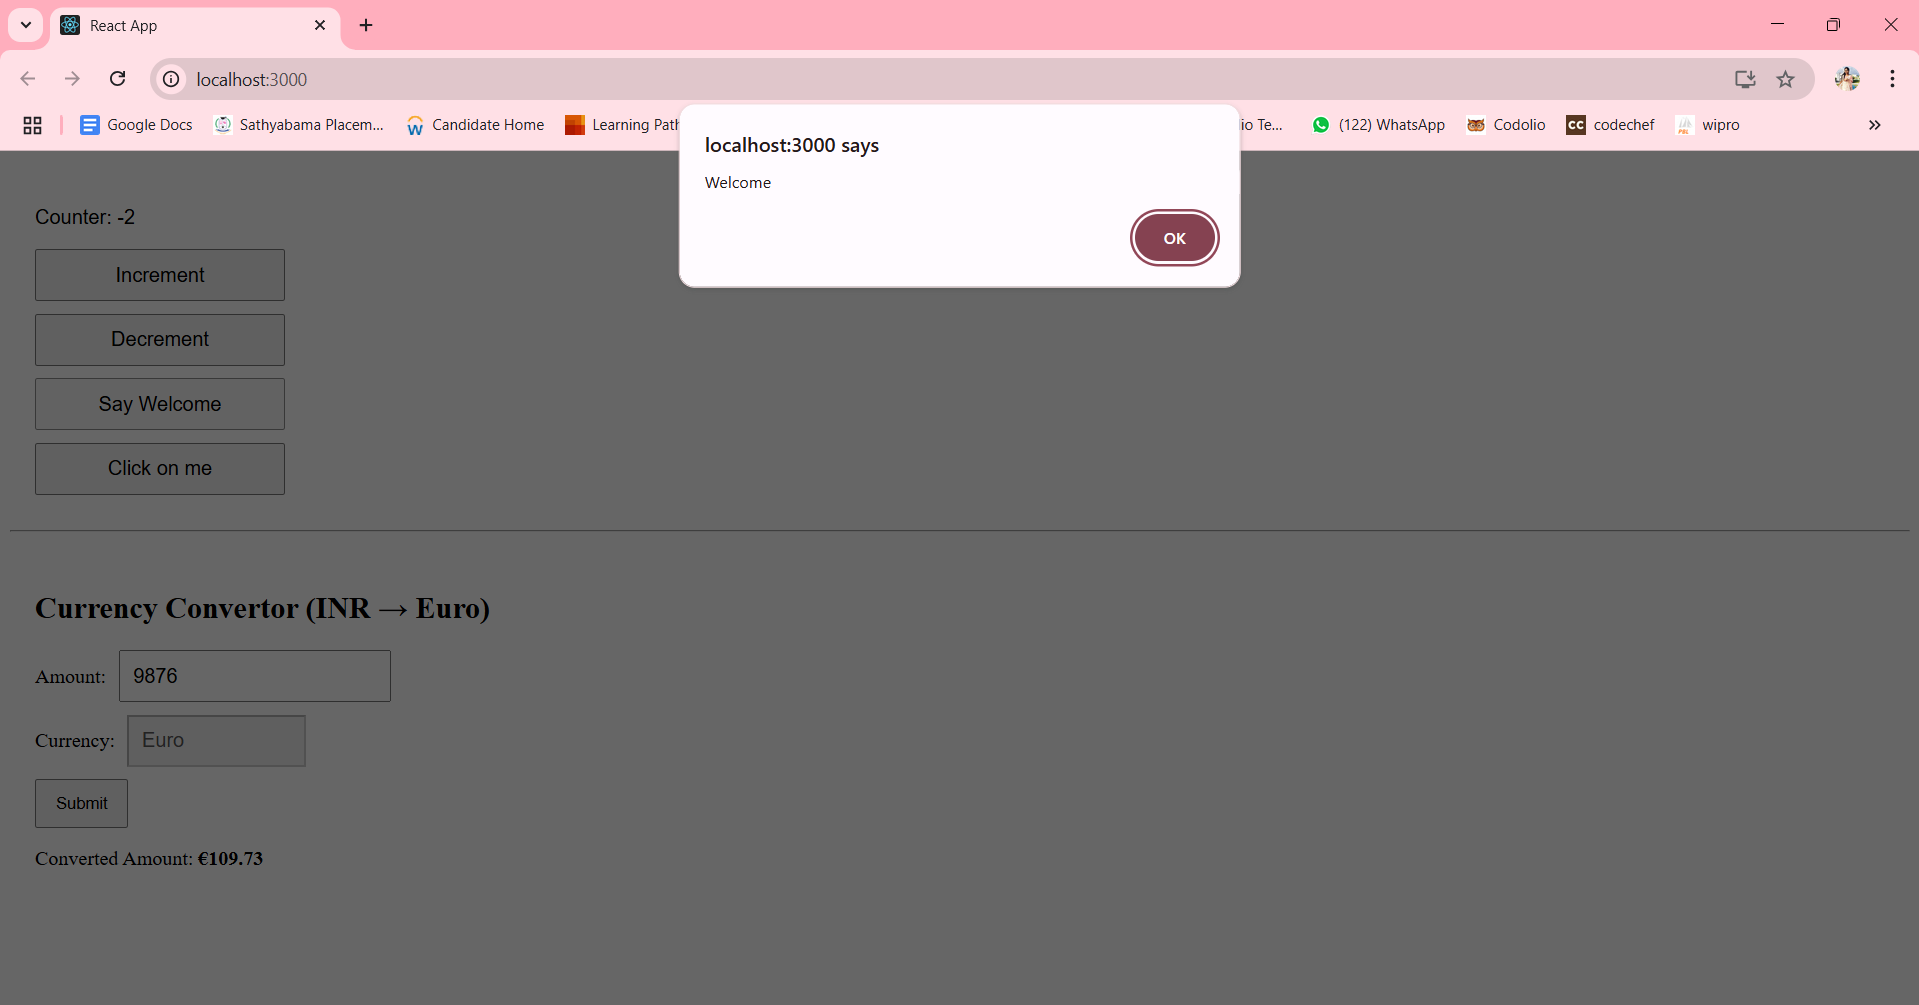 React App
localhost:3000
Google Docs
Sathyabama Placem...
Candidate Home
Learning Path
io Te...
(122) WhatsApp
Codolio
CC codechef
PBL wipro
localhost:3000 says
Welcome
OK
Counter: -2
Increment
Decrement
Say Welcome
Click on me
Currency Convertor (INR → Euro)
Amount: 9876
Currency: Euro
Submit
Converted Amount: €109.73